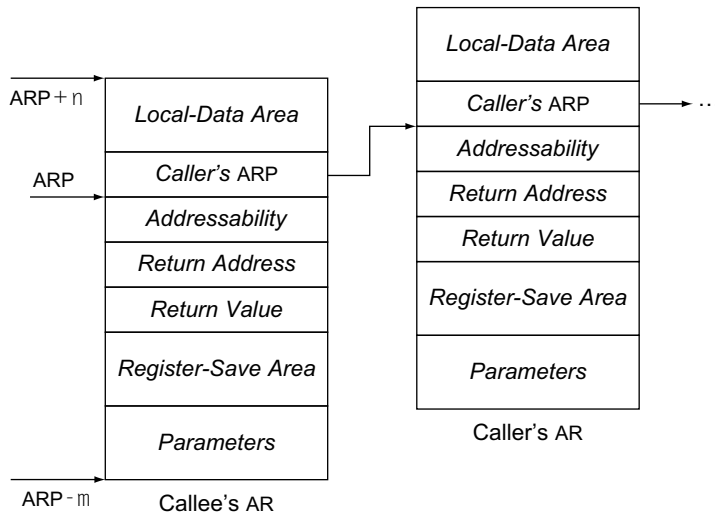 ARP+n
Local-Data Area
Caller's ARP
ARP
Addressability
Return Address
Return Value
Register-Save Area
Parameters
ARP-m
Callee's AR
Local-Data Area
Caller's ARP
..
Addressability
Return Address
Return Value
Register-Save Area
Parameters
Caller's AR